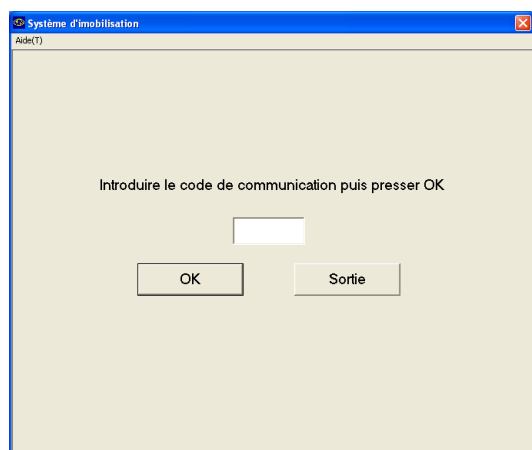 Système d'imobilisation
Aide(T)
Introduire le code de communication puis presser OK
OK
Sortie